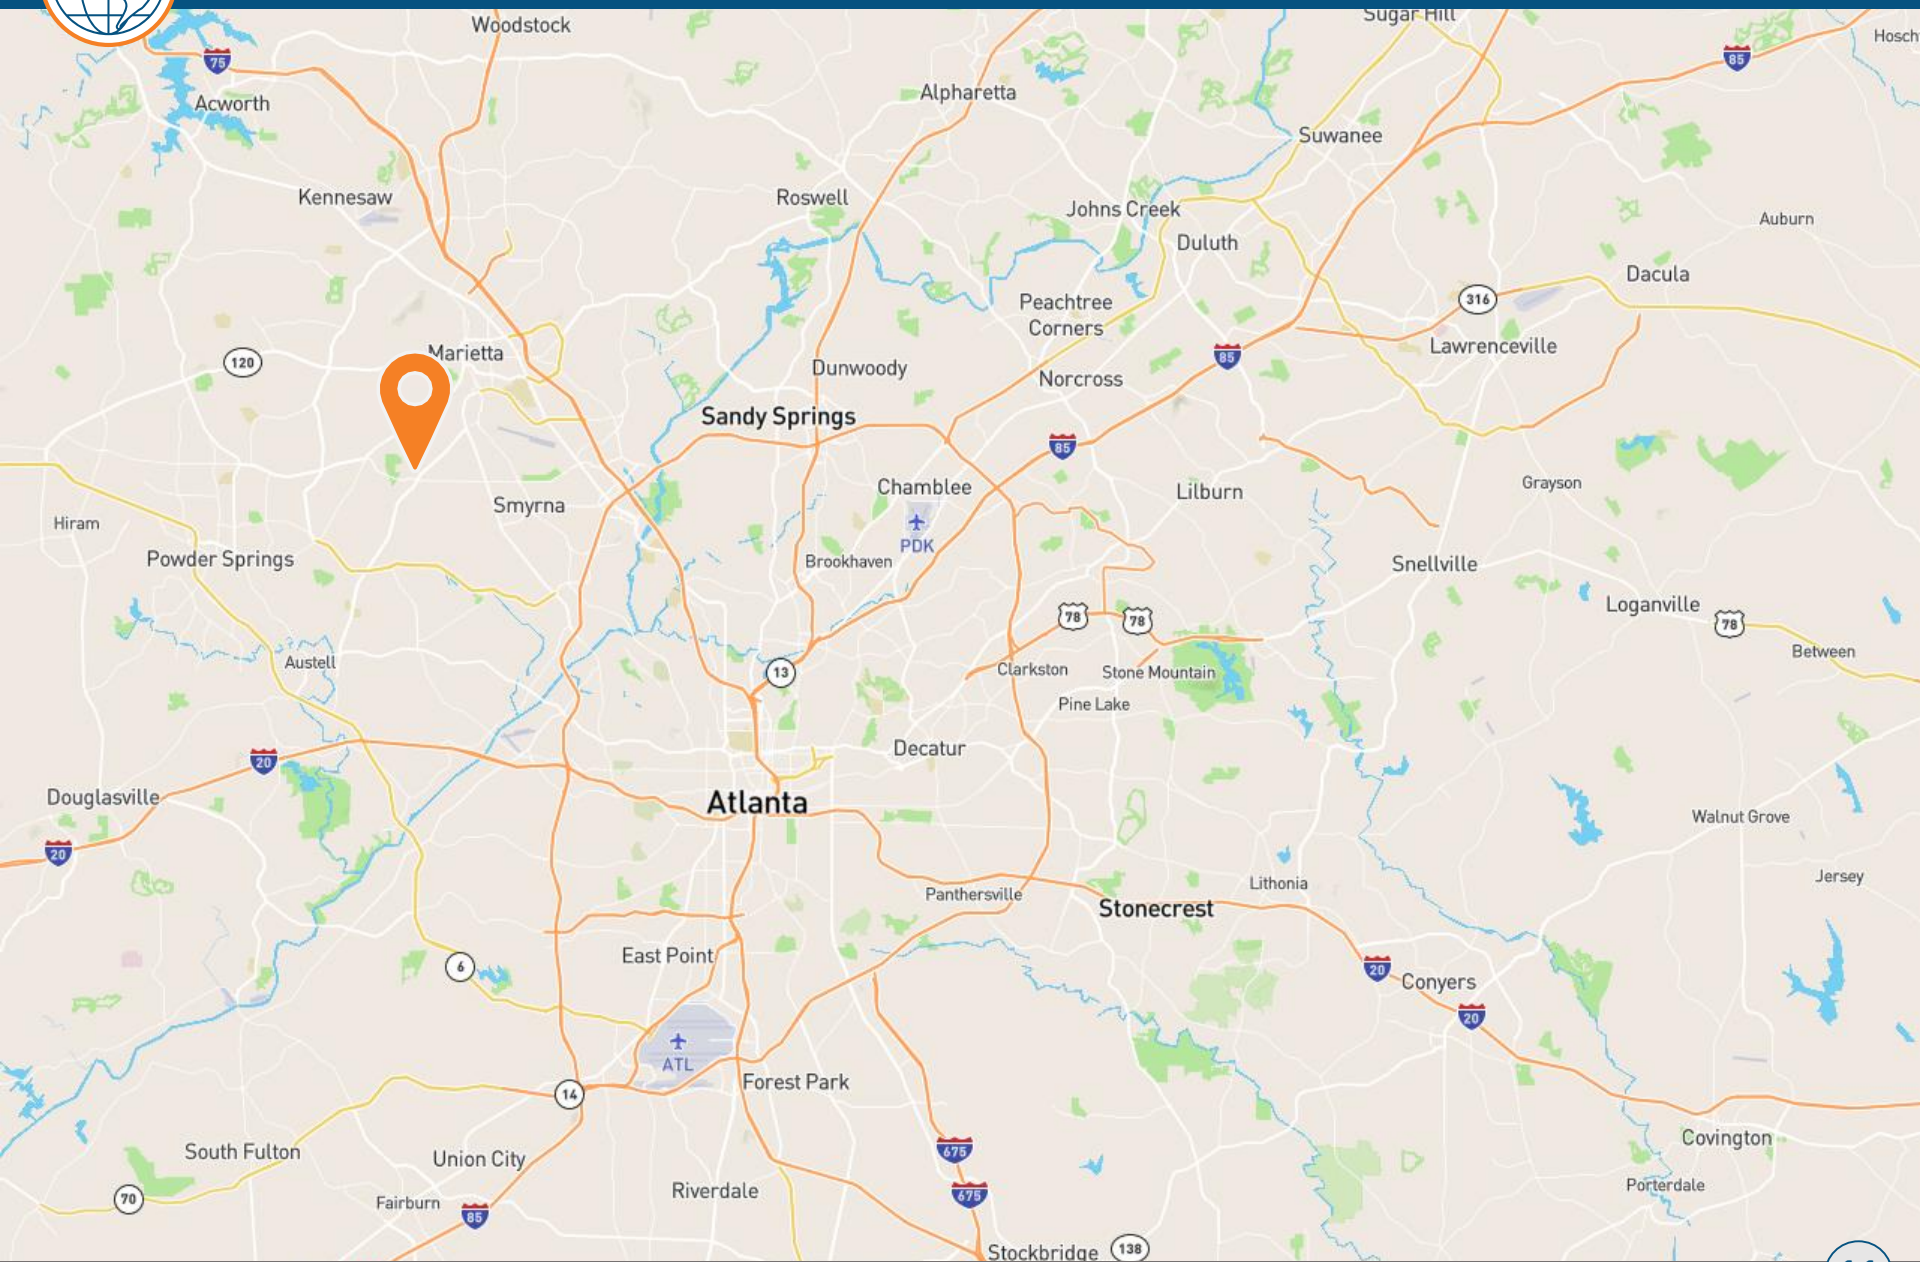 Woodstock
Sugar Hill
75
85
Acworth
Alpharetta
Suwanee
Kennesaw
Roswell
Johns Creek
Auburn
Duluth
Dacula
316
Peachtree
Corners
Lawrenceville
Marietta
85
120
Dunwoody
Norcross
Sandy Springs
85
Chamblee
Lilburn
Grayson
Smyrna
Hiram
PDK
Powder Springs
Brookhaven
Snellville
Loganville
78
78
78
Between
Austell
Clarkston
Stone Mountain
13
Pine Lake
Decatur
20
Douglasville
Atlanta
Walnut Grove
20
Jersey
Lithonia
Panthersville
Stonecrest
East Point
6
20
Conyers
20
ATL
Forest Park
14
Covington
South Fulton
Union City
675
Porterdale
Riverdale
675
70
Fairburn
85
Stockbridge
138